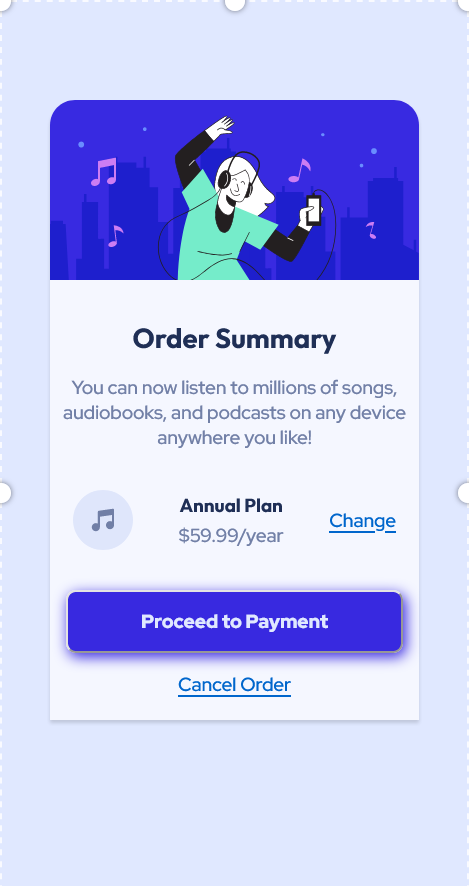 Order Summary
You can now listen to millions of songs,
audiobooks, and podcasts on any device
anywhere you like!
Annual Plan
$59.99/year
Change
Proceed to Payment
Cancel Order